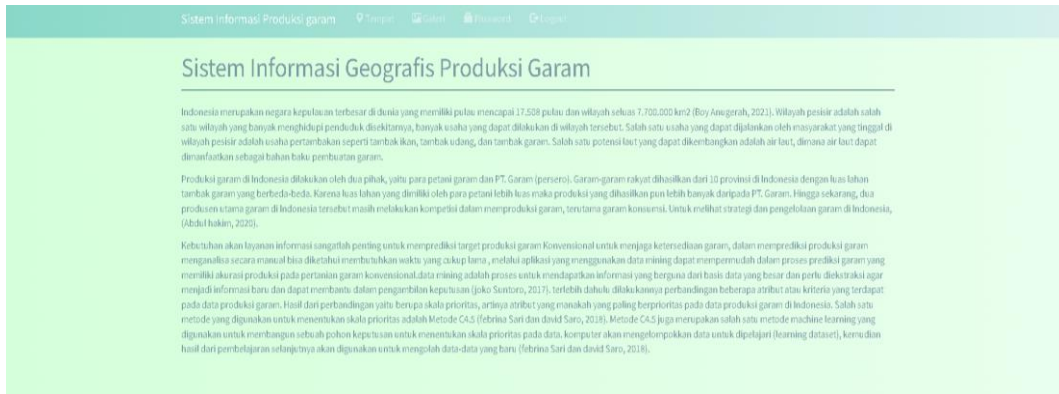 Sistem Informasi Produksi garam Tempat Galeri Password Logout
Sistem Informasi Geografis Produksi Garam
Indonesia merupakan negara kepulauan terbesar di dunia yang memiliki pulau mencapai 17.508 pulau dan wilayah seluas 7.700.000 km2 (Boy Anugerah, 2021). Wilayah pesisir adalah salah
satu wilayah yang banyak menghidupi penduduk disekitarnya, banyak usaha yang dapat dilakukan di wilayah tersebut. Salah satu usaha yang dapat dijalankan oleh masyarakat yang tinggal di
wilayah pesisir adalah usaha pertambakan seperti tambak ikan, tambak udang, dan tambak garam. Salah satu potensi laut yang dapat dikembangkan adalah air laut, dimana air laut dapat
dimanfaatkan sebagai bahan baku pembuatan garam.
Produksi garam di Indonesia dilakukan oleh dua pihak, yaitu para petani garam dan PT. Garam (persero). Garam-garam rakyat dihasilkan dari 10 provinsi di Indonesia dengan luas lahan
tambak garam yang berbeda-beda. Karena luas lahan yang dimiliki oleh para petani lebih luas maka produksi yang dihasilkan pun lebih banyak daripada PT. Garam. Hingga sekarang, dua
produsen utama garam di Indonesia tersebut masih melakukan kompetisi dalam memproduksi garam, terutama garam konsumsi. Untuk melihat strategi dan pengelolaan garam di Indonesia,
(Abdul hakim, 2020).
Kebutuhan akan layanan informasi sangatlah penting untuk memprediksi target produksi garam Konvensional untuk menjaga ketersediaan garam, dalam memprediksi produksi garam
menganalisa secara manual bisa diketahui membutuhkan waktu yang cukup lama , melalui aplikasi yang menggunakan data mining dapat mempermudah dalam proses prediksi garam yang
memiliki akurasi produksi pada pertanian garam konvensional.data mining adalah proses untuk mendapatkan informasi yang berguna dari basis data yang besar dan perlu diekstraksi agar
menjadi informasi baru dan dapat membantu dalam pengambilan keputusan (joko Suntoro, 2017). terlebih dahulu dilakukannya perbandingan beberapa atribut atau kriteria yang terdapat
pada data produksi garam. Hasil dari perbandingan yaitu berupa skala prioritas, artinya atribut yang manakah yang paling berprioritas pada data produksi garam di Indonesia. Salah satu
metode yang digunakan untuk menentukan skala prioritas adalah Metode C4.5 (febrina Sari dan david Saro, 2018). Metode C4.5 juga merupakan salah satu metode machine learning yang
digunakan untuk membangun sebuah pohon keputusan untuk menentukan skala prioritas pada data. komputer akan mengelompokkan data untuk dipelajari (learning dataset), kemudian
hasil dari pembelajaran selanjutnya akan digunakan untuk mengolah data-data yang baru (febrina Sari dan david Saro, 2018).